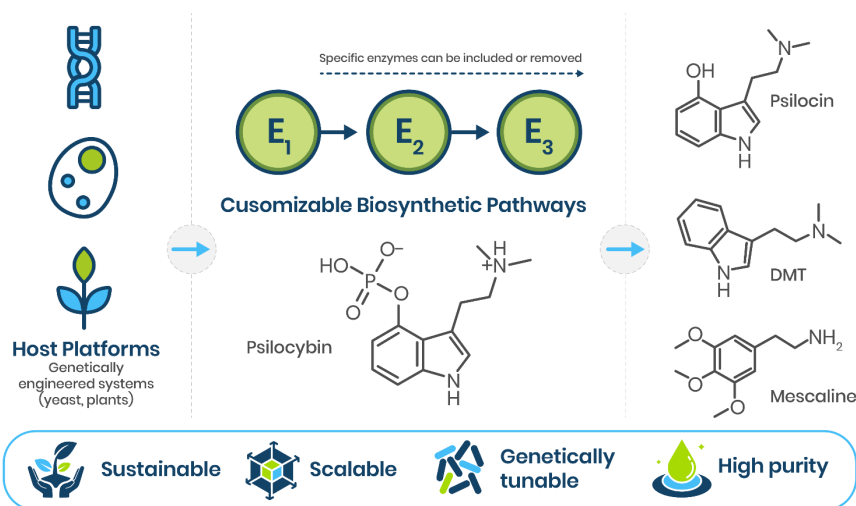 Specific enzymes can be included or removed
E1
E2
E3
Cusomizable Biosynthetic Pathways
Host Platforms
Genetically
engineered systems
(yeast, plants)
HO
O−
P
O
O
H
N
+
N
H
Psilocybin
OH
N
N
H
Psilocin
N
N
H
DMT
O
O
O
NH2
Mescaline
Sustainable
Scalable
Genetically
tunable
High purity